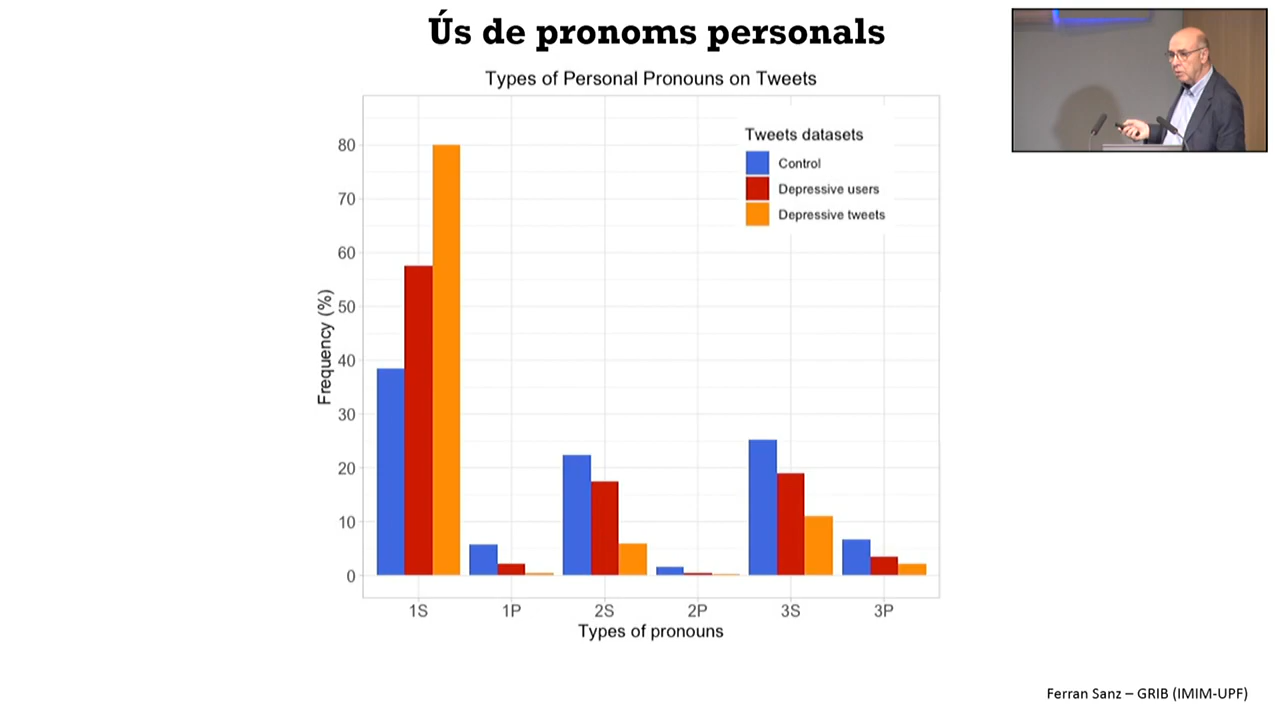 Ús de pronoms personals
Types of Personal Pronouns on Tweets
Tweets datasets
Control
Depressive users
Depressive tweets
Frequency (%)
80
70
60
50
40
30
20
10
0
1S 1P 2S 2P 3S 3P
Types of pronouns
Ferran Sanz – GRIB (IMIM-UPF)